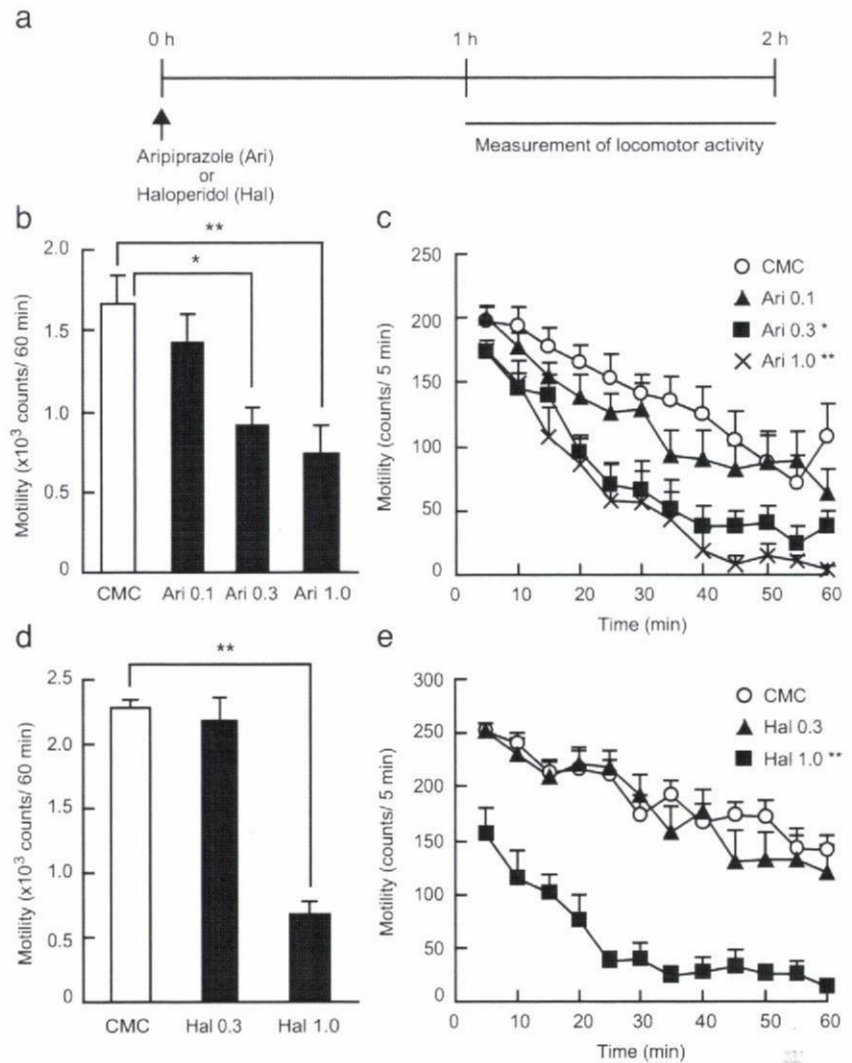 a
0 h 1 h 2 h
Aripiprazole (Ari)
or
Haloperidol (Hal)
Measurement of locomotor activity
b
**
*
Motility (x10³ counts/ 60 min)
2.0
1.5
1.0
0.5
0
CMC Ari 0.1 Ari 0.3 Ari 1.0
c
Motility (counts/ 5 min)
250
200
150
100
50
0
CMC
Ari 0.1
Ari 0.3 *
Ari 1.0 **
0 10 20 30 40 50 60
Time (min)
d
**
Motility (x10³ counts/ 60 min)
2.5
2.0
1.5
1.0
0.5
0
CMC Hal 0.3 Hal 1.0
e
Motility (counts/ 5 min)
300
250
200
150
100
50
0
CMC
Hal 0.3
Hal 1.0 **
0 10 20 30 40 50 60
Time (min)